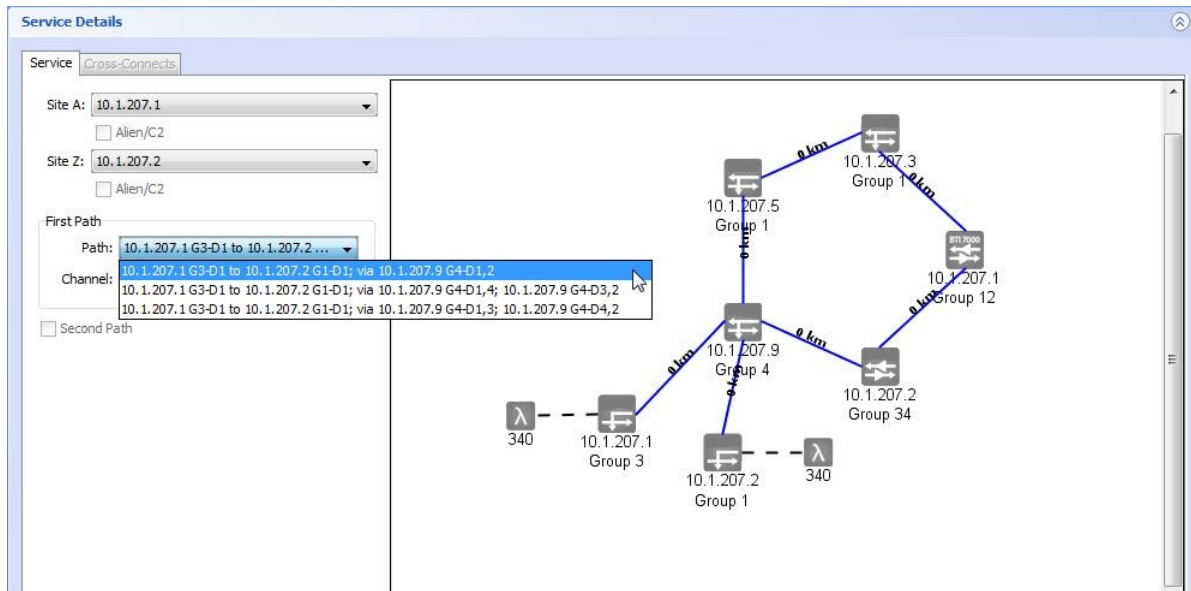 Service Details
Service Cross-Connects
Site A: 10.1.207.1
Alien/C2
Site Z: 10.1.207.2
Alien/C2
First Path
Path: 10.1.207.1 G3-D1 to 10.1.207.2 ...
Channel:
10.1.207.1 G3-D1 to 10.1.207.2 G1-D1; via 10.1.207.9 G4-D1,2
10.1.207.1 G3-D1 to 10.1.207.2 G1-D1; via 10.1.207.9 G4-D1,4; 10.1.207.9 G4-D3,2
10.1.207.1 G3-D1 to 10.1.207.2 G1-D1; via 10.1.207.9 G4-D1,3; 10.1.207.9 G4-D4,2
Second Path
0 km
10.1.207.3
Group 1
0 km
10.1.207.5
Group 1
0 km
BTI 7000
10.1.207.1
Group 12
0 km
10.1.207.9
Group 4
0 km
10.1.207.2
Group 34
0 km
0 km
λ
340
10.1.207.1
Group 3
10.1.207.2
Group 1
λ
340